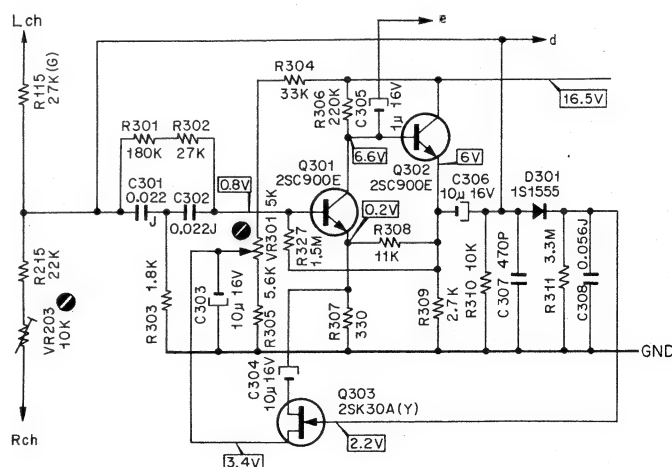 Lch
e
d
R115
27K(G)
R304
33K
R306
220K
C305
1μ 16V
16.5V
R301
180K
R302
27K
Q301
2SC900E
6.6V
Q302
2SC900E
6V
C306
10μ 16V
D301
1S1555
C301
0.022
J
C302
0.022J
0.8V
0.2V
R308
11K
VR301 5K
R327
1.5M
R215
22K
R303 1.8K
C303
10μ 16V
R305 5.6K
R307
330
R309
2.7K
R310 10K
C307 470P
R311 3.3M
C308 0.056J
VR203
10K
GND
C304
10μ16V
Q303
2SK30A(Y)
2.2V
3.4V
Rch